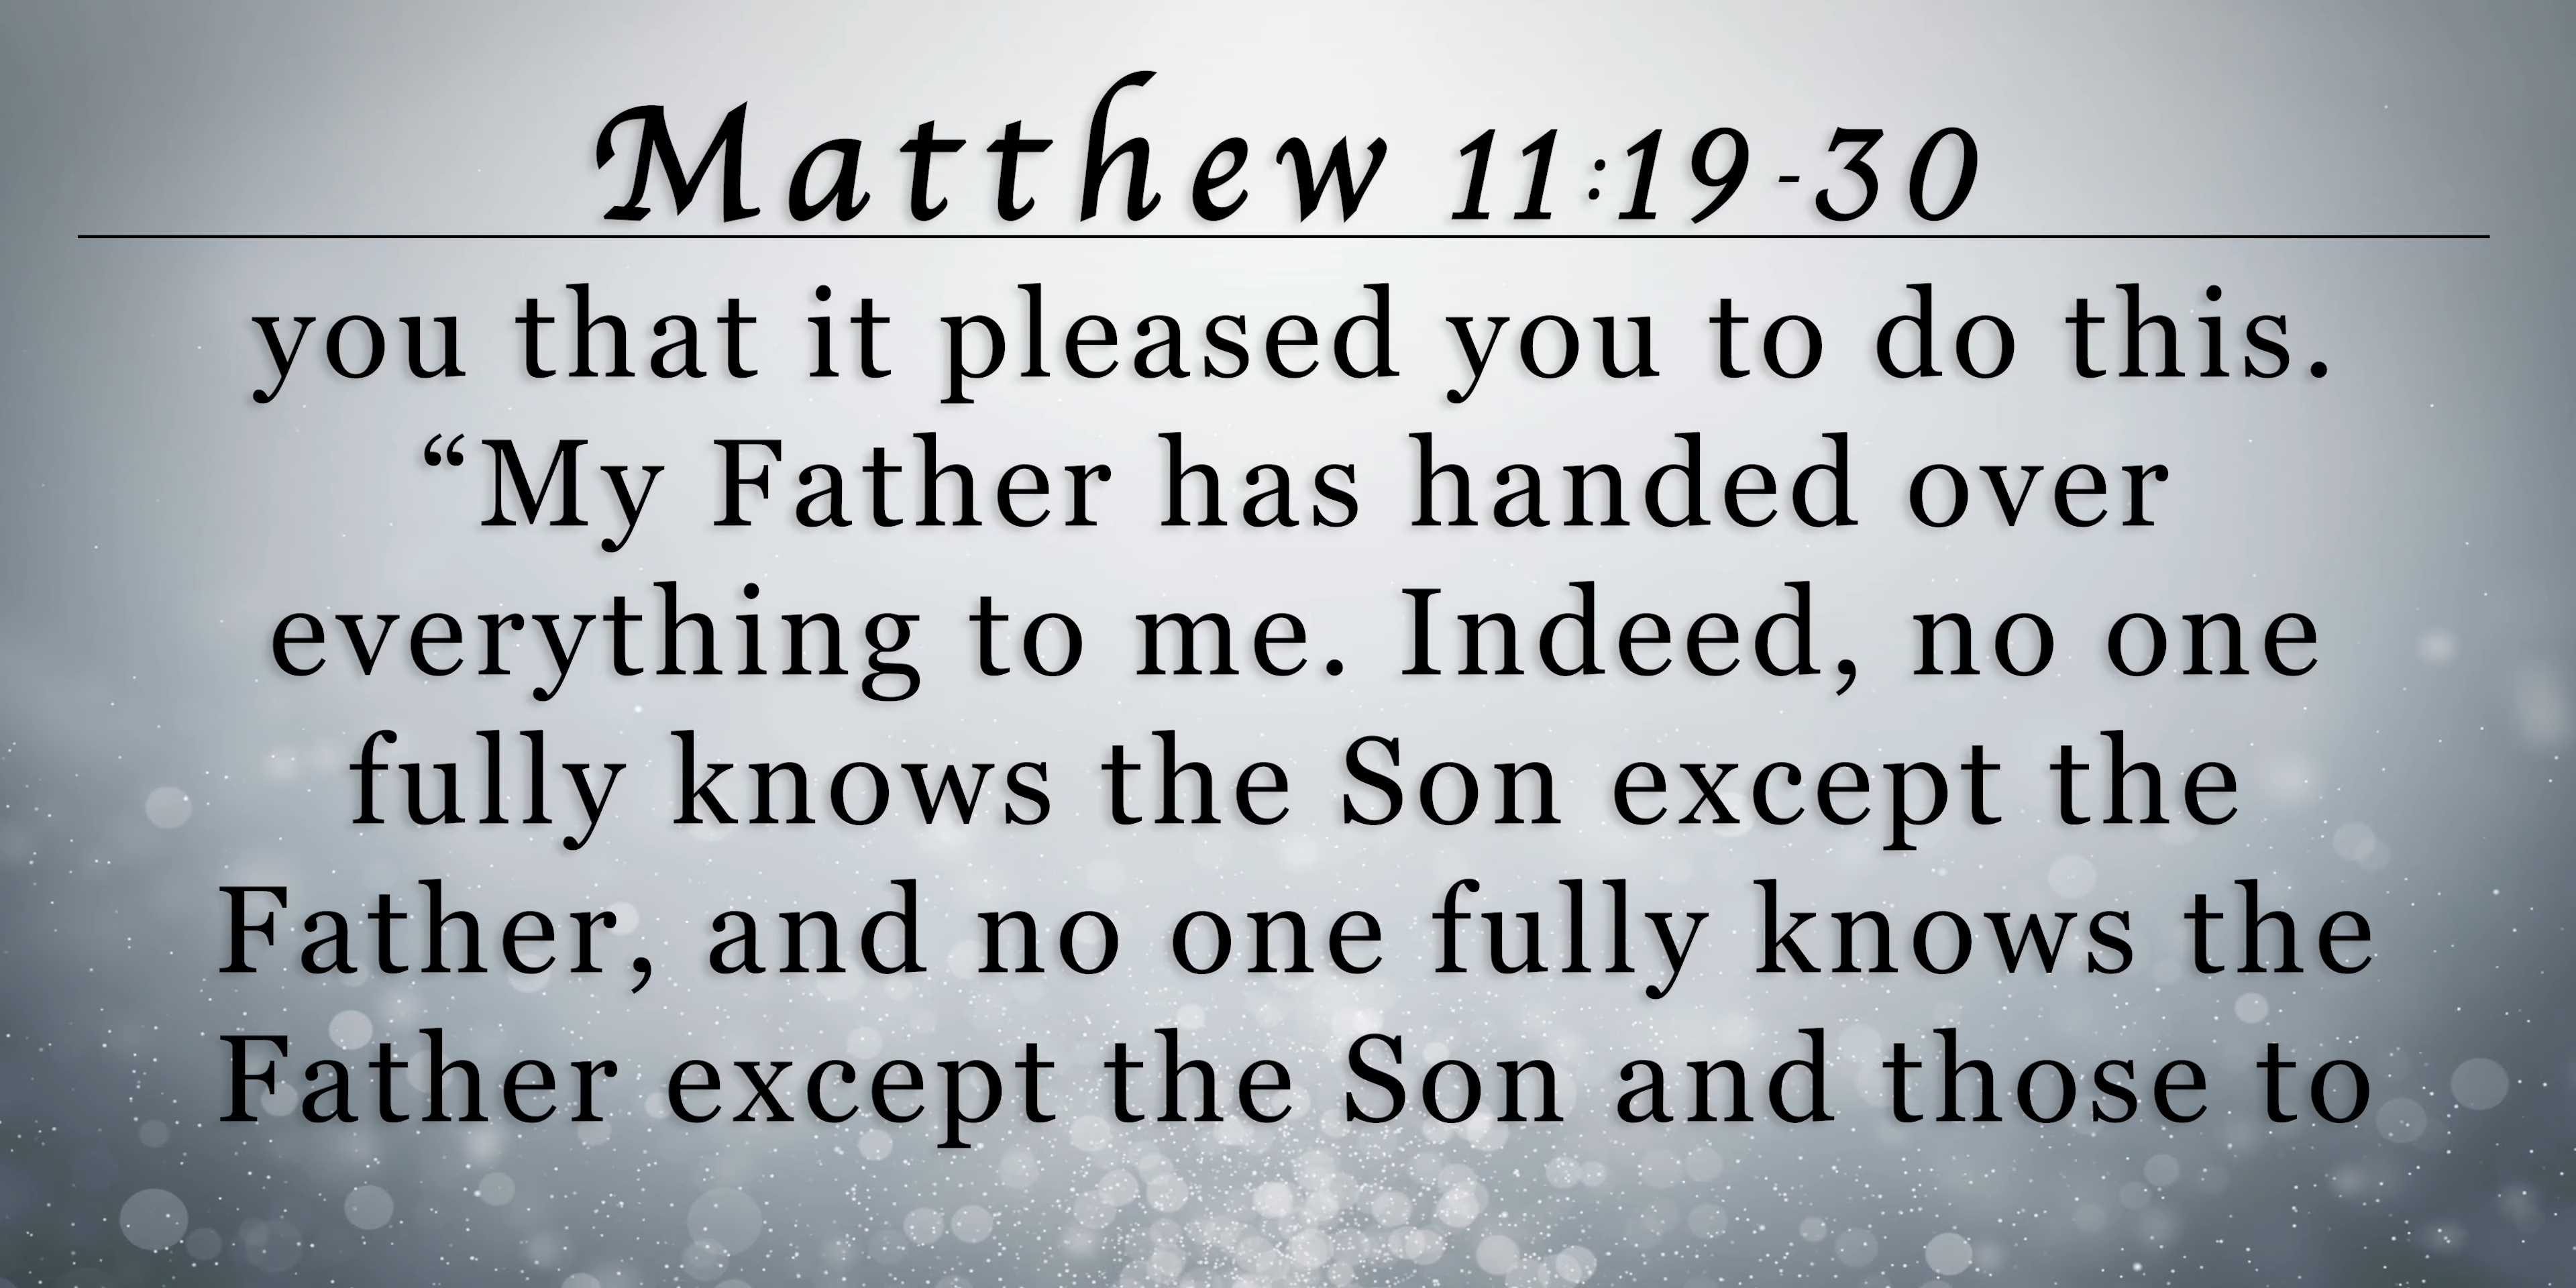 Matthew 11:19-30
you that it pleased you to do this.
“My Father has handed over
everything to me. Indeed, no one
fully knows the Son except the
Father, and no one fully knows the
Father except the Son and those to